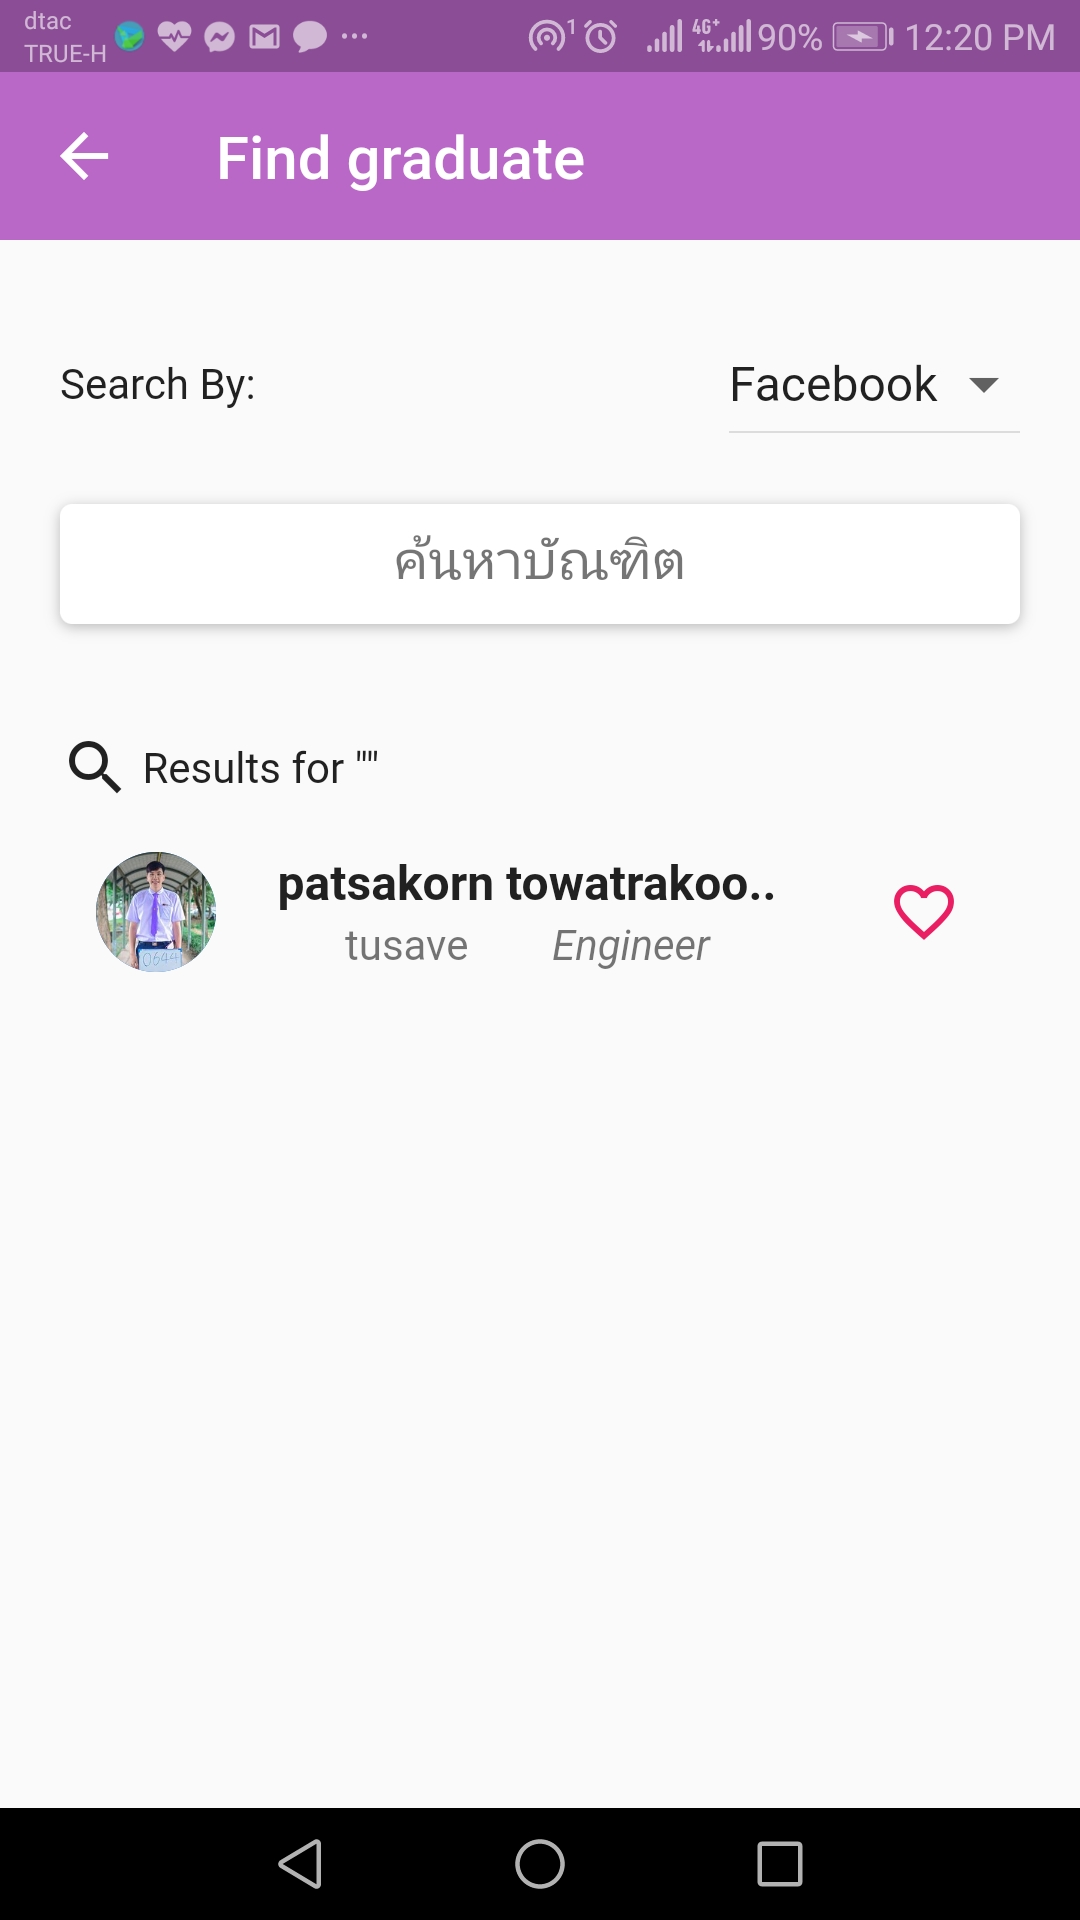 dtac
TRUE-H
1 4G+ 90% 12:20 PM
Find graduate
Search By:
Facebook
ค้นหาบัณฑิต
Results for ""
patsakorn towatrakoo..
tusave Engineer
0644